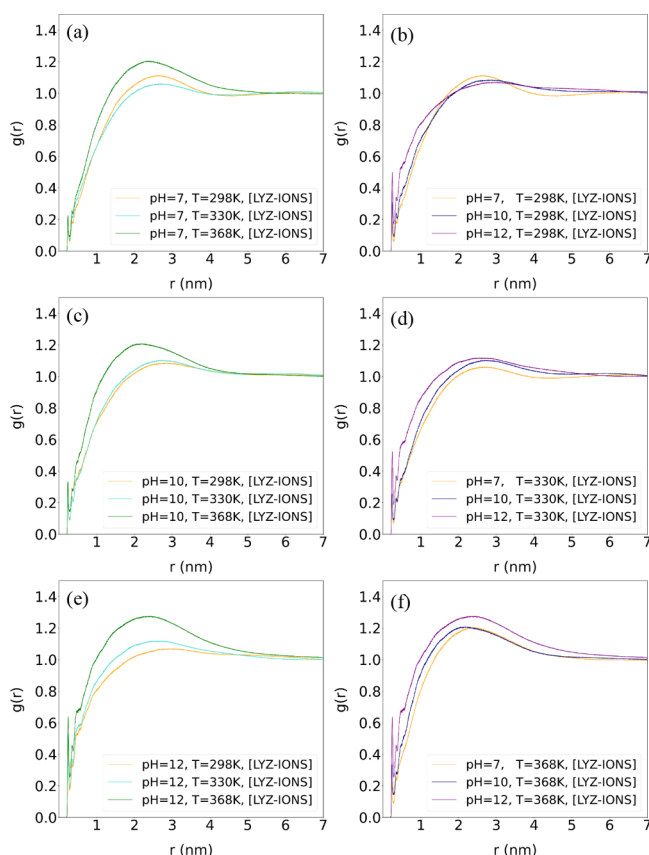 (a)
1.4
1.2
1.0
0.8
0.6
0.4
0.2
0.0
g(r)
pH=7, T=298K, [LYZ-IONS]
pH=7, T=330K, [LYZ-IONS]
pH=7, T=368K, [LYZ-IONS]
1 2 3 4 5 6 7
r (nm)
(b)
1.4
1.2
1.0
0.8
0.6
0.4
0.2
0.0
g(r)
pH=7, T=298K, [LYZ-IONS]
pH=10, T=298K, [LYZ-IONS]
pH=12, T=298K, [LYZ-IONS]
1 2 3 4 5 6 7
r (nm)
(c)
1.4
1.2
1.0
0.8
0.6
0.4
0.2
0.0
g(r)
pH=10, T=298K, [LYZ-IONS]
pH=10, T=330K, [LYZ-IONS]
pH=10, T=368K, [LYZ-IONS]
1 2 3 4 5 6 7
r (nm)
(d)
1.4
1.2
1.0
0.8
0.6
0.4
0.2
0.0
g(r)
pH=7, T=330K, [LYZ-IONS]
pH=10, T=330K, [LYZ-IONS]
pH=12, T=330K, [LYZ-IONS]
1 2 3 4 5 6 7
r (nm)
(e)
1.4
1.2
1.0
0.8
0.6
0.4
0.2
0.0
g(r)
pH=12, T=298K, [LYZ-IONS]
pH=12, T=330K, [LYZ-IONS]
pH=12, T=368K, [LYZ-IONS]
1 2 3 4 5 6 7
r (nm)
(f)
1.4
1.2
1.0
0.8
0.6
0.4
0.2
0.0
g(r)
pH=7, T=368K, [LYZ-IONS]
pH=10, T=368K, [LYZ-IONS]
pH=12, T=368K, [LYZ-IONS]
1 2 3 4 5 6 7
r (nm)